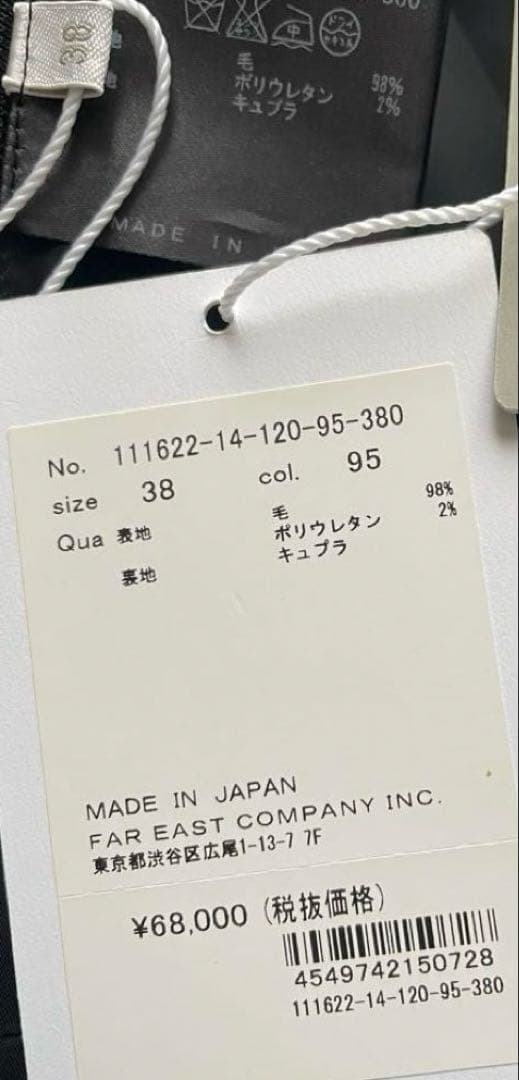 38
ドライ
毛
ポリウレタン 98%
キュプラ 2%
MADE IN
No. 111622-14-120-95-380
size 38 col. 95
Qua 表地 毛 98%
ポリウレタン 2%
裏地 キュプラ
MADE IN JAPAN
FAR EAST COMPANY INC.
東京都渋谷区広尾1-13-7 7F
¥68,000 (税抜価格)
4549742150728
111622-14-120-95-380